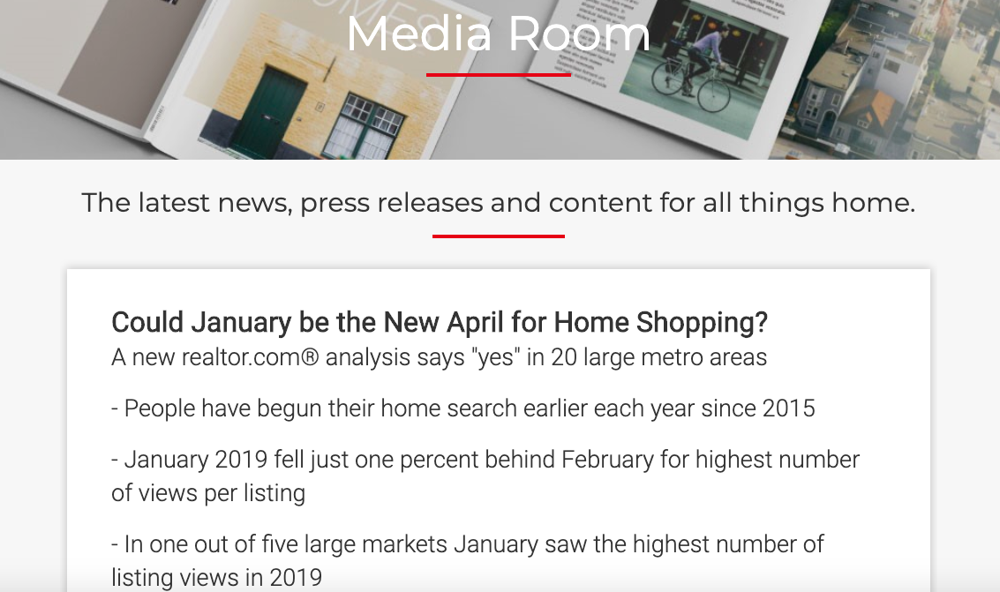 Media Room
The latest news, press releases and content for all things home.
Could January be the New April for Home Shopping?
A new realtor.com® analysis says "yes" in 20 large metro areas
- People have begun their home search earlier each year since 2015
- January 2019 fell just one percent behind February for highest number
of views per listing
- In one out of five large markets January saw the highest number of
listing views in 2019